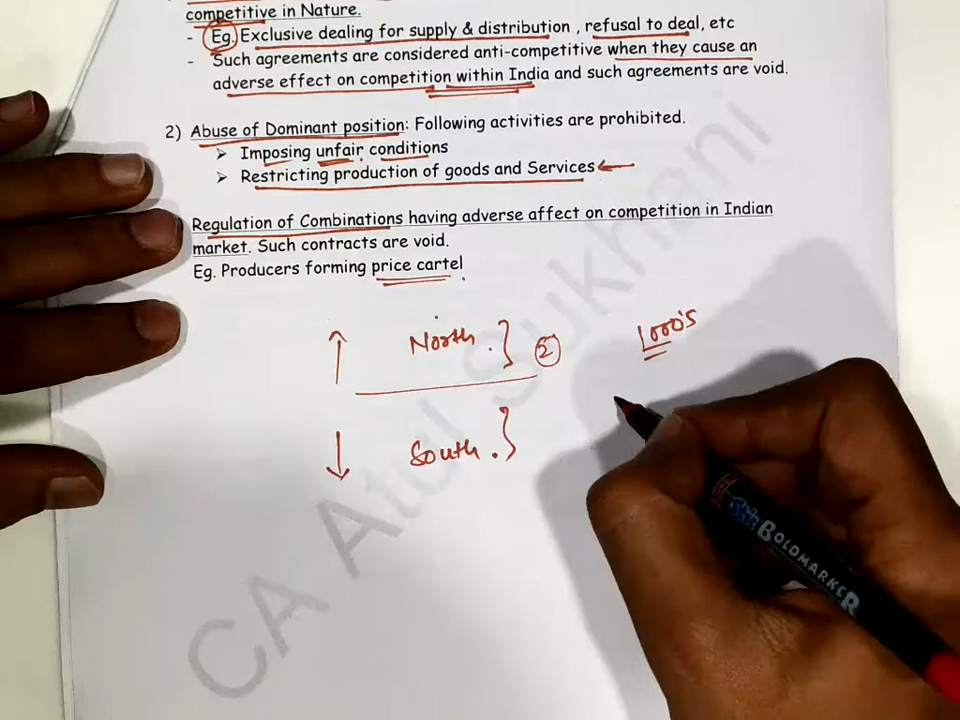 competitive in Nature.
- Eg. Exclusive dealing for supply & distribution , refusal to deal, etc
- Such agreements are considered anti-competitive when they cause an
adverse effect on competition within India and such agreements are void.
2) Abuse of Dominant position: Following activities are prohibited.
➤ Imposing unfair conditions
➤ Restricting production of goods and Services
Regulation of Combinations having adverse affect on competition in Indian
market. Such contracts are void.
Eg. Producers forming price cartel
North
2
1000's
South
CA Atul Sukhani
BOLDMARKER